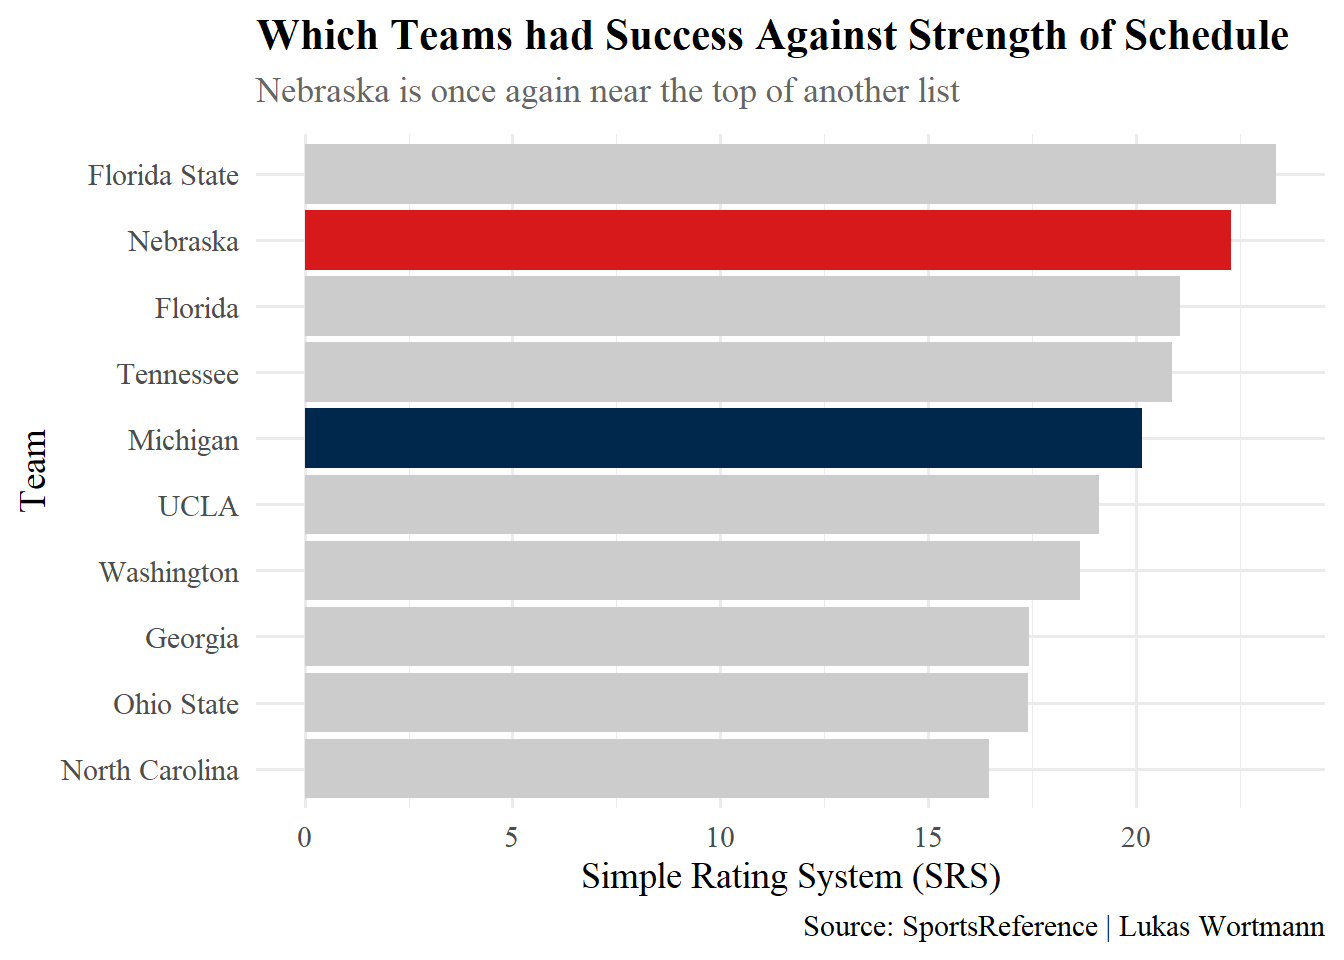 Which Teams had Success Against Strength of Schedule
Nebraska is once again near the top of another list
Team
Florida State
Nebraska
Florida
Tennessee
Michigan
UCLA
Washington
Georgia
Ohio State
North Carolina
0 5 10 15 20
Simple Rating System (SRS)
Source: SportsReference | Lukas Wortmann